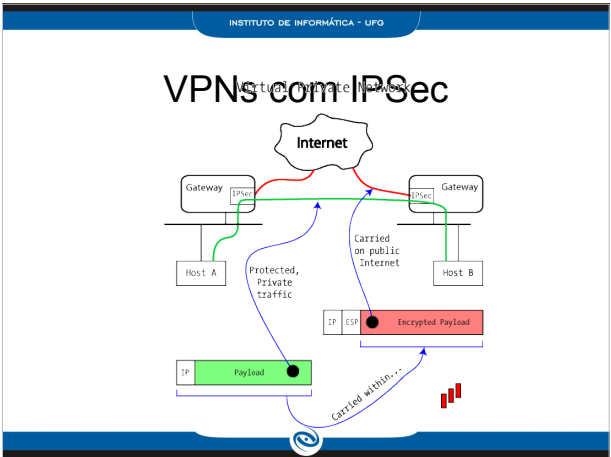 INSTITUTO DE INFORMÁTICA - UFG
VPNs com IPSec
Virtual Private Network
Internet
Gateway
IPSec
IPSec
Gateway
Host A
Host B
Carried
on public
Internet
Protected,
Private
traffic
IP ESP Encrypted Payload
IP Payload
Carried within...